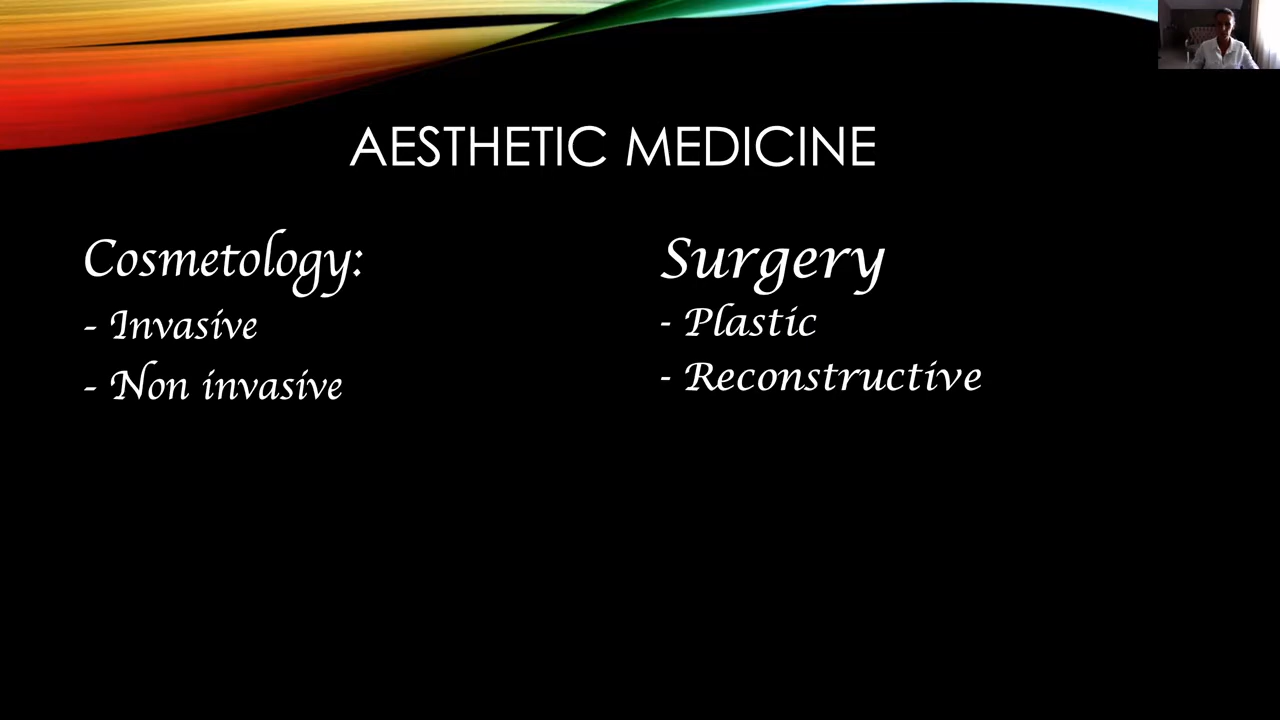 AESTHETIC MEDICINE
Cosmetology:
- Invasive
- Non invasive
Surgery
- Plastic
- Reconstructive